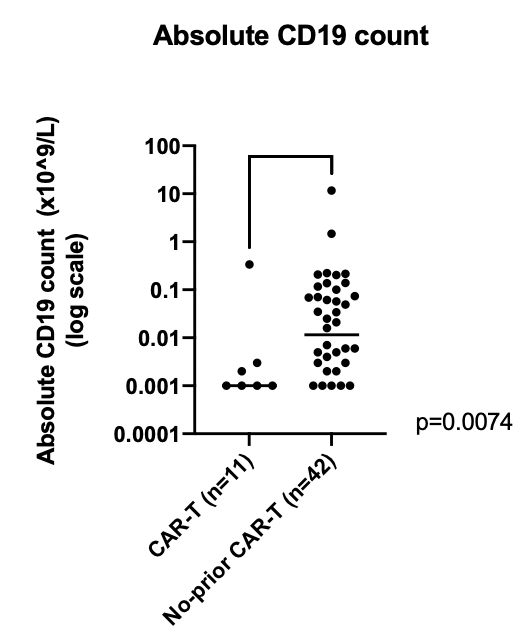 Absolute CD19 count
Absolute CD19 count (x10^9/L)
(log scale)
100
10
1
0.1
0.01
0.001
0.0001
p=0.0074
CAR-T (n=11)
No-prior CAR-T (n=42)